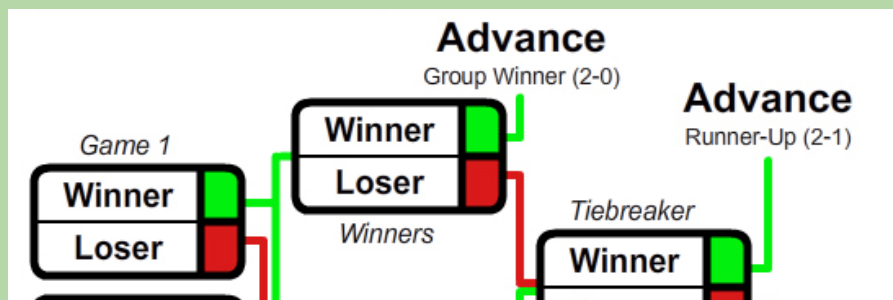 Advance
Group Winner (2-0)
Advance
Runner-Up (2-1)
Game 1
Winner
Loser
Winner
Loser
Winners
Tiebreaker
Winner